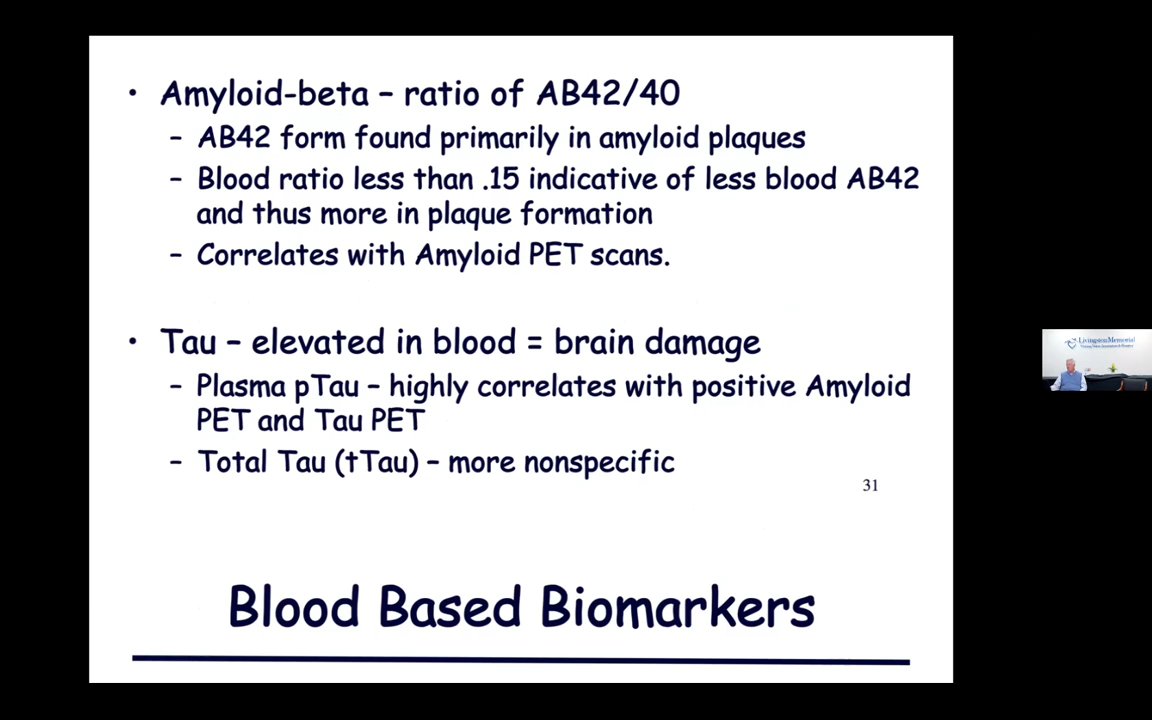 • Amyloid-beta – ratio of AB42/40
– AB42 form found primarily in amyloid plaques
– Blood ratio less than .15 indicative of less blood AB42
and thus more in plaque formation
– Correlates with Amyloid PET scans.
• Tau – elevated in blood = brain damage
– Plasma pTau – highly correlates with positive Amyloid
PET and Tau PET
– Total Tau (tTau) – more nonspecific
31
Blood Based Biomarkers
LivingstonMemorial